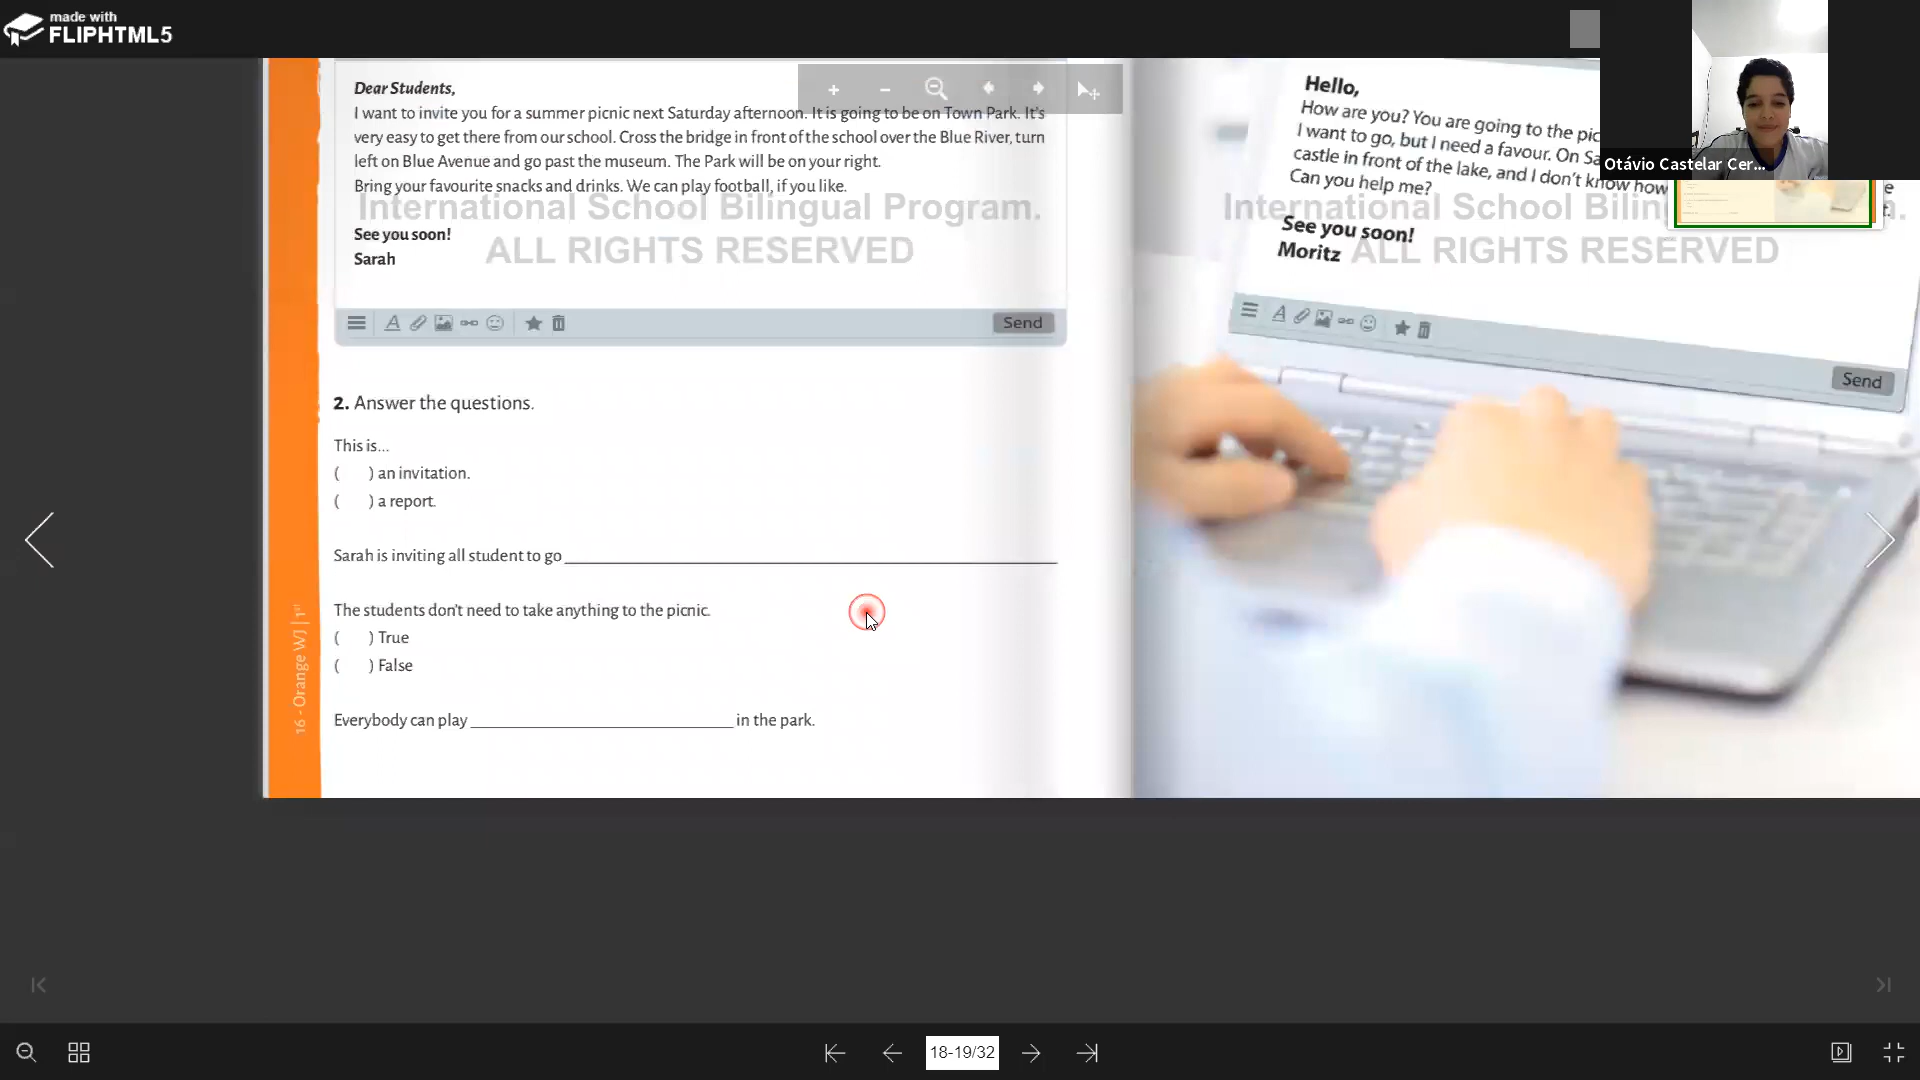 made with
FLIPHTML5
Dear Students,
I want to invite you for a summer picnic next Saturday afternoon. It is going to be on Town Park. It's
very easy to get there from our school. Cross the bridge in front of the school over the Blue River, turn
left on Blue Avenue and go past the museum. The Park will be on your right.
Bring your favourite snacks and drinks. We can play football, if you like.
International School Bilingual Program.
See you soon!
ALL RIGHTS RESERVED
Sarah
Send
2. Answer the questions.
This is...
( ) an invitation.
( ) a report.
Sarah is inviting all student to go
The students don't need to take anything to the picnic.
( ) True
( ) False
Everybody can play ____ in the park.
16 - Orange WJ | 1st
Hello,
How are you? You are going to the pic
I want to go, but I need a favour. On Sa
castle in front of the lake, and I don't know how
Can you help me?
International School Bilin
See you soon!
ALL RIGHTS RESERVED
Moritz
Send
Otávio Castelar Cer...
18-19/32